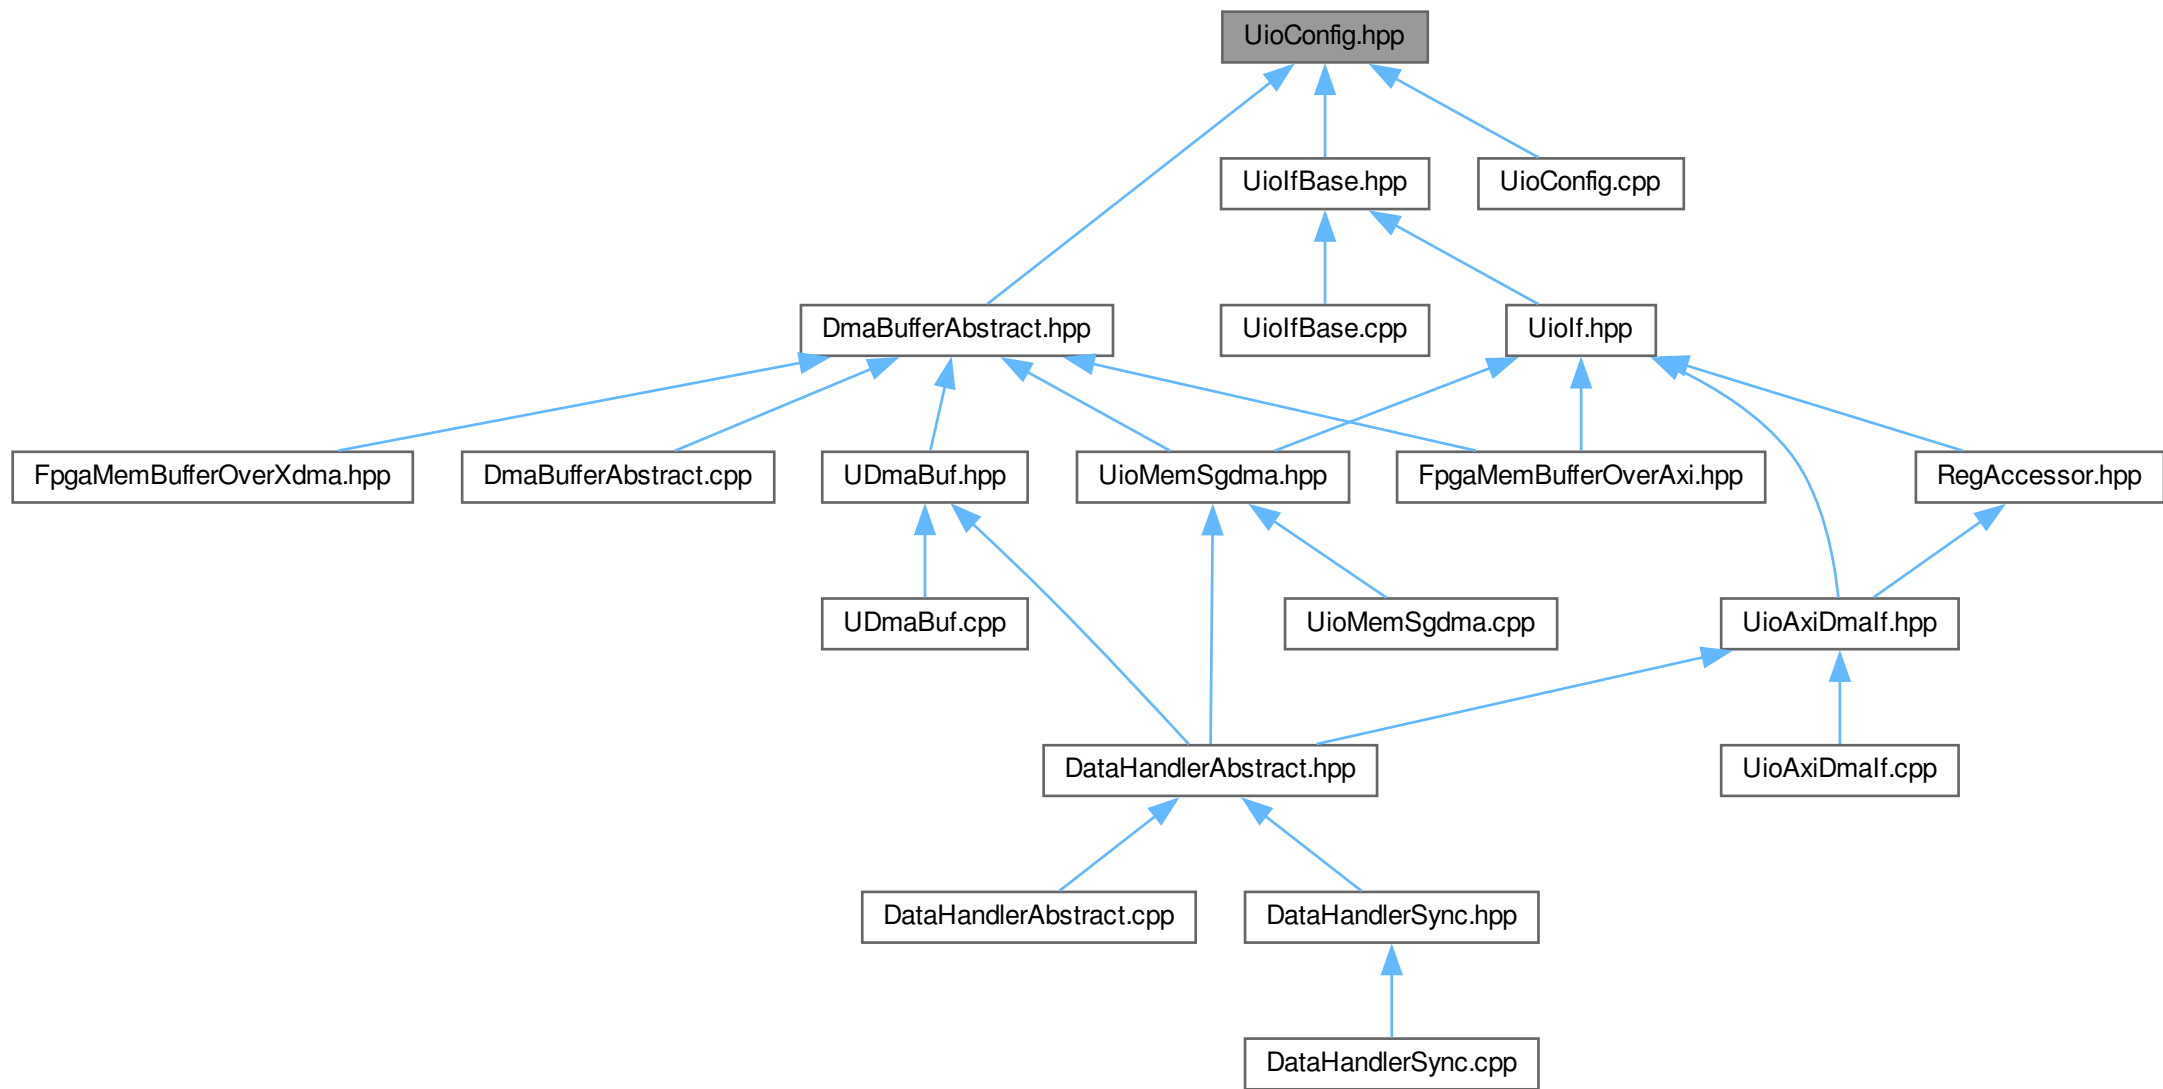 UioConfig.hpp
UioIfBase.hpp
UioConfig.cpp
DmaBufferAbstract.hpp
UioIfBase.cpp
UioIf.hpp
FpgaMemBufferOverXdma.hpp
DmaBufferAbstract.cpp
UDmaBuf.hpp
UioMemSgdma.hpp
FpgaMemBufferOverAxi.hpp
RegAccessor.hpp
UDmaBuf.cpp
UioMemSgdma.cpp
UioAxiDmaIf.hpp
DataHandlerAbstract.hpp
UioAxiDmaIf.cpp
DataHandlerAbstract.cpp
DataHandlerSync.hpp
DataHandlerSync.cpp